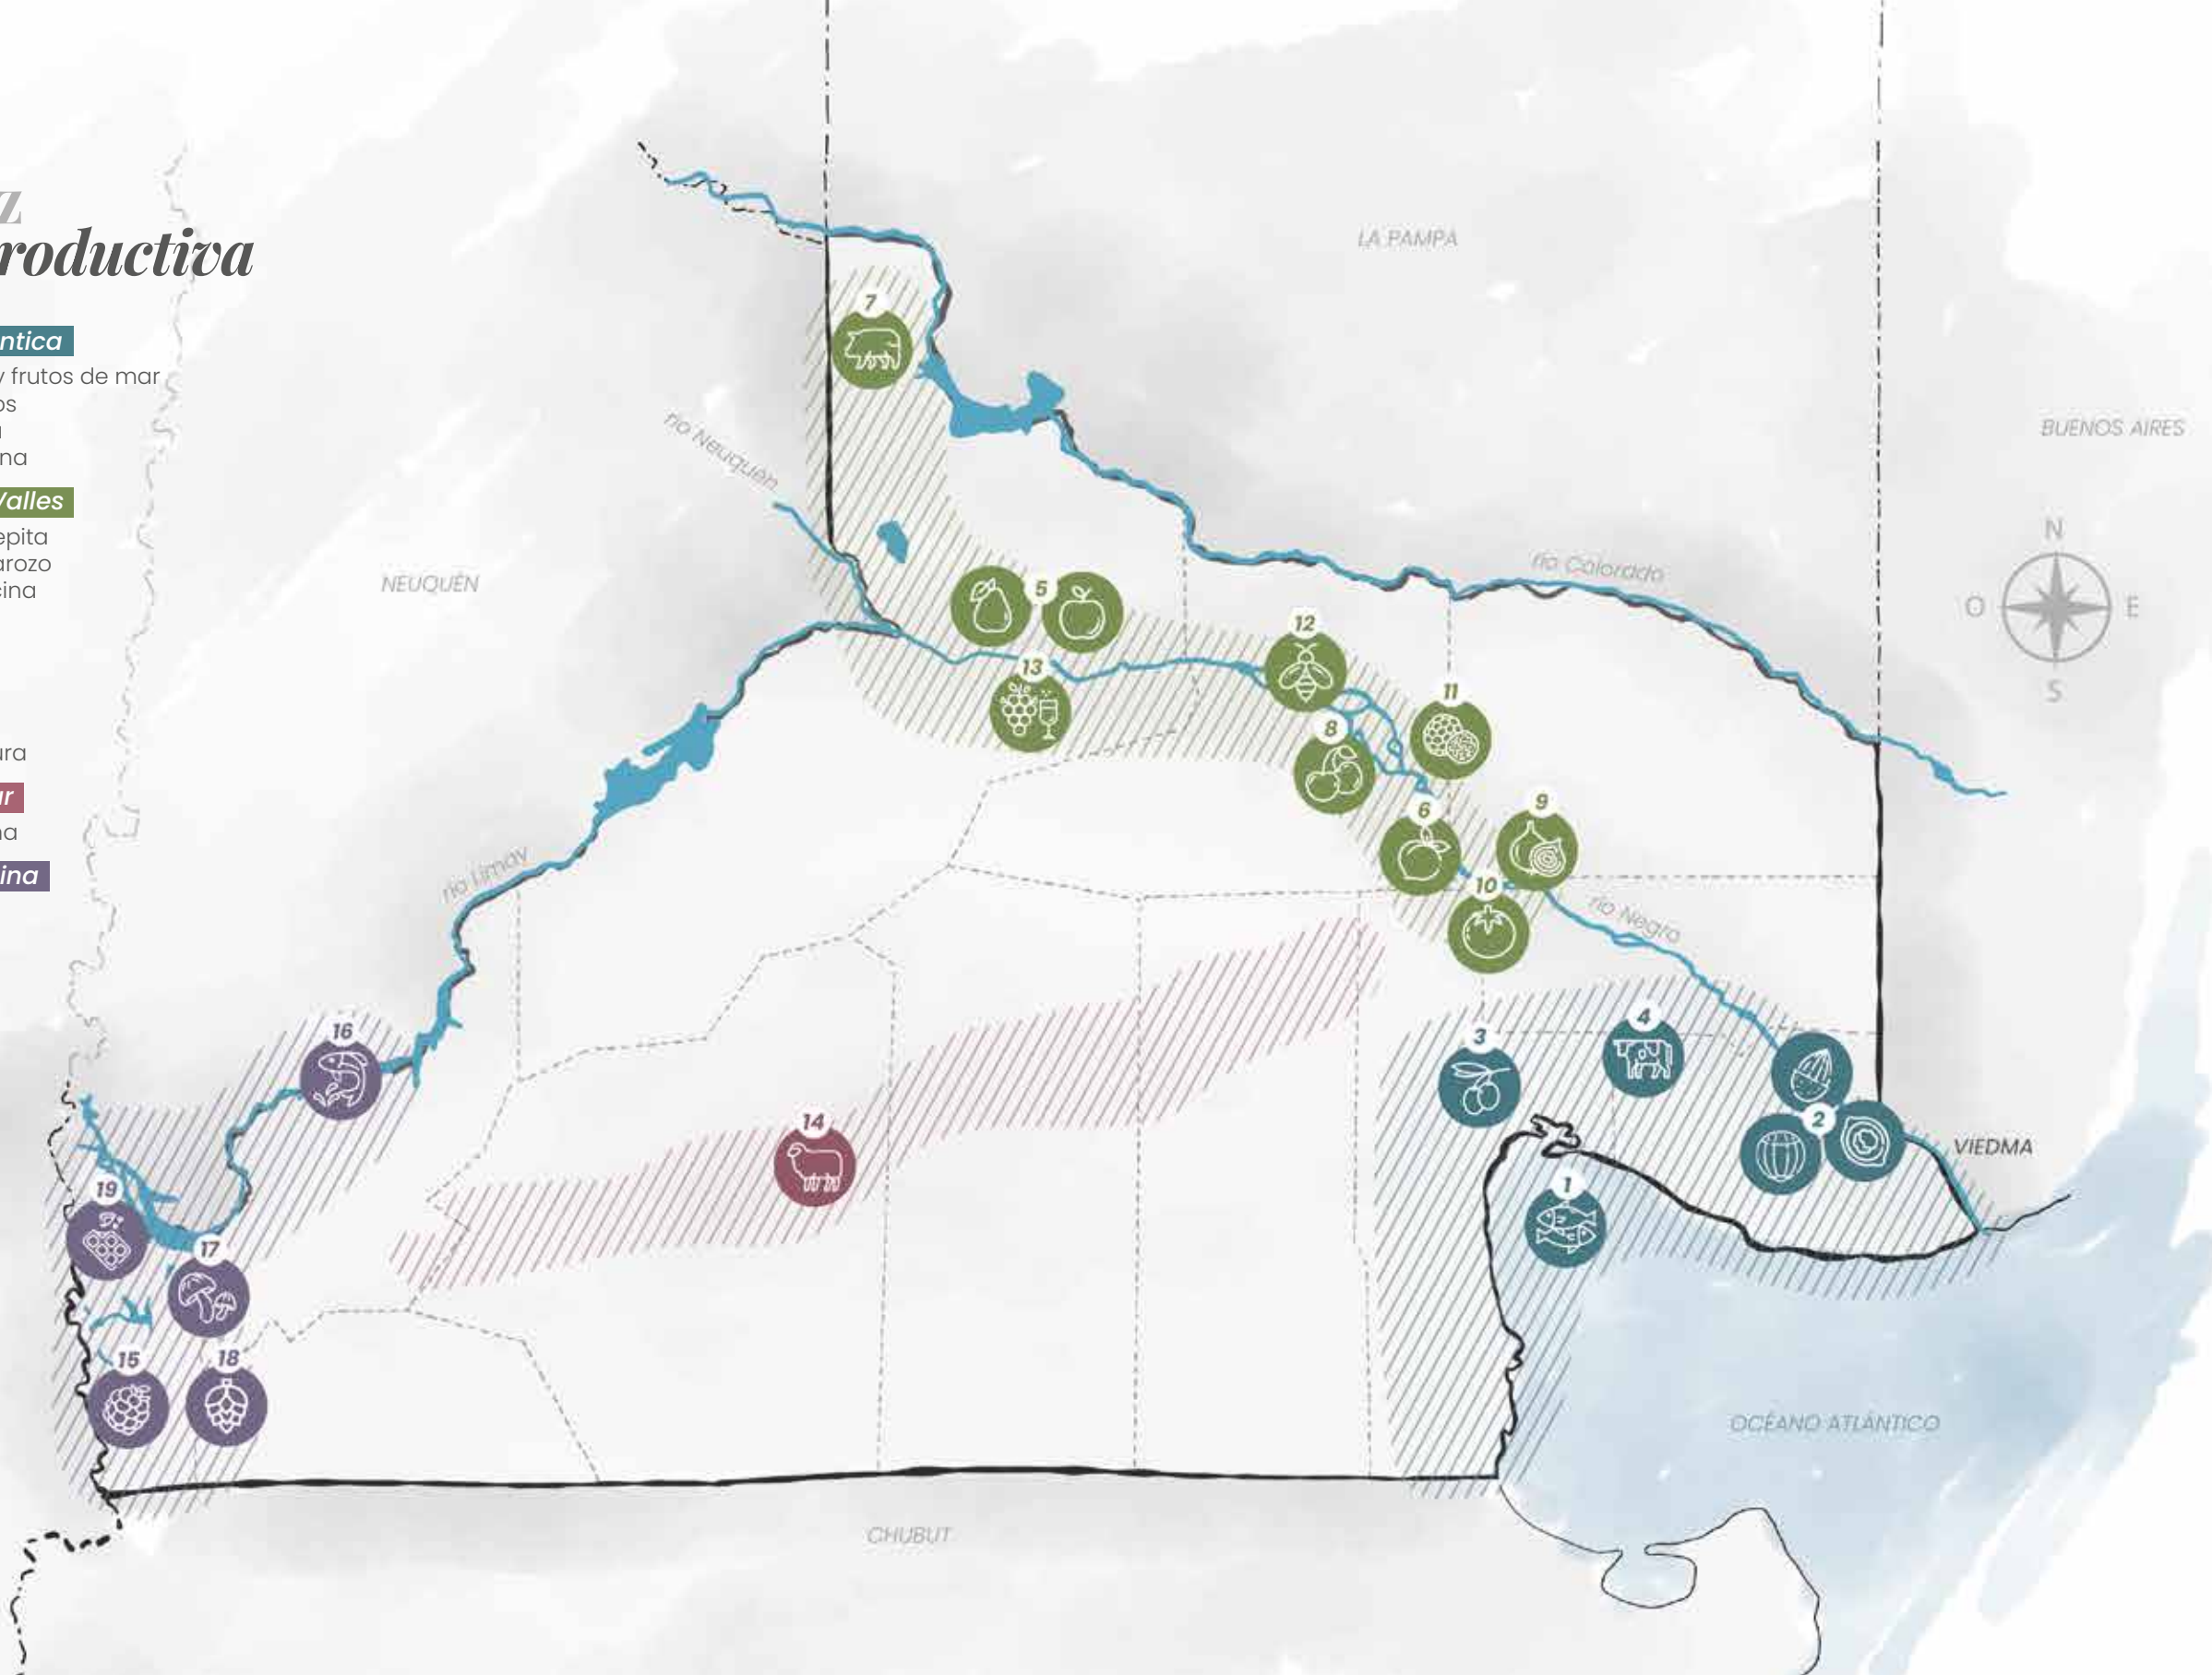 z
roductiva
ntica
y frutos de mar
os
a
na
Valles
epita
arozo
cina
ura
ur
na
ina
LA PAMPA
BUENOS AIRES
NEUQUÉN
río Neuquén
río Colorado
río Limay
río Negro
VIEDMA
OCÉANO ATLÁNTICO
CHUBUT
N
O
E
S
7
5
13
12
11
8
6
9
10
16
19
17
15
18
14
3
4
2
1